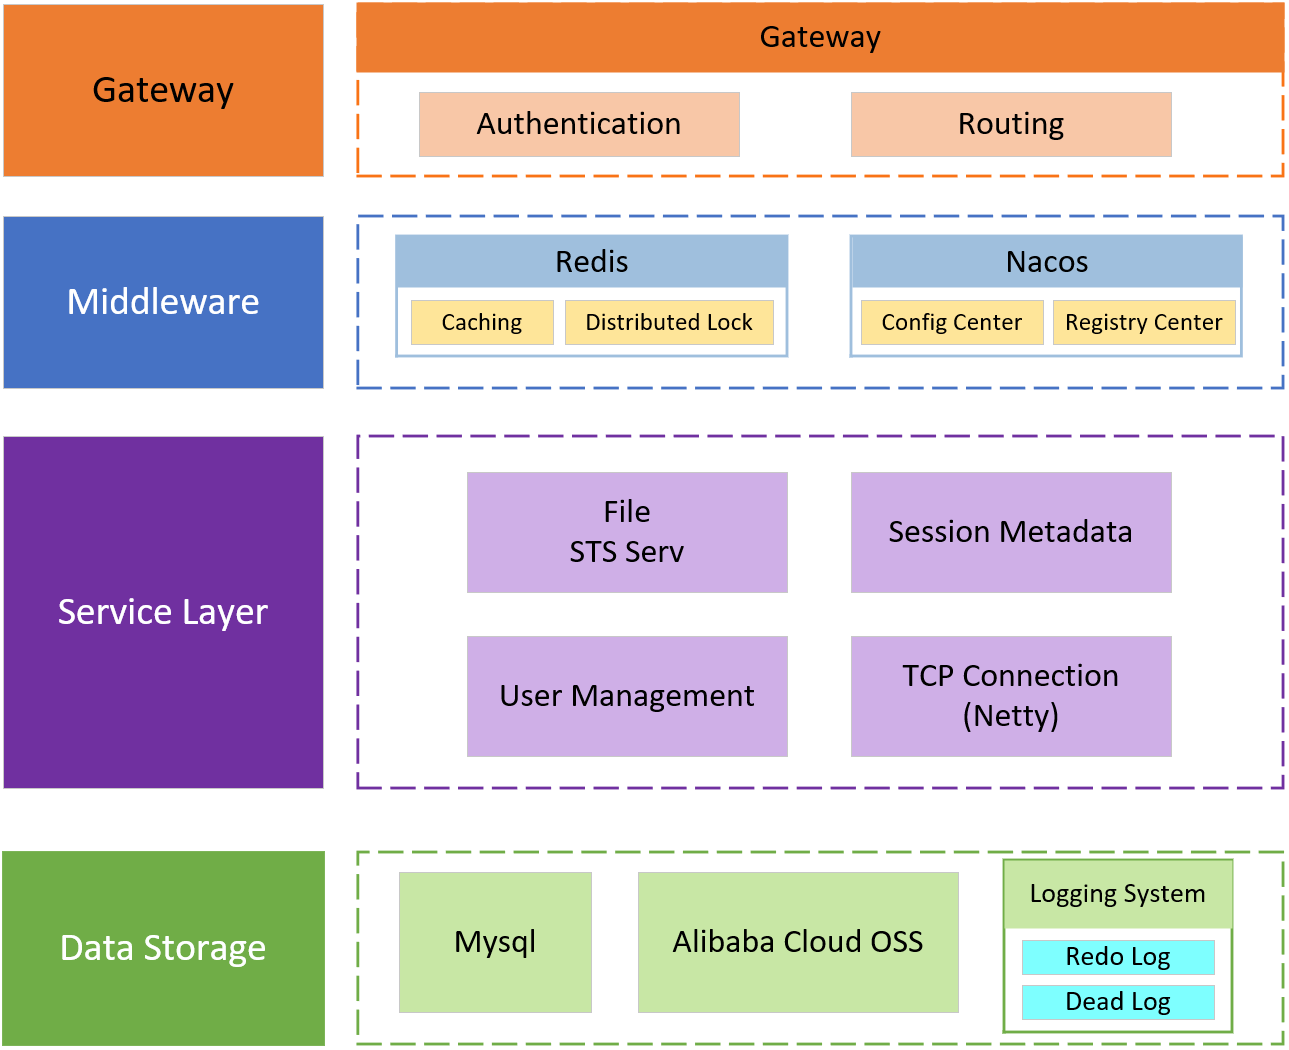 Gateway
Gateway
Authentication
Routing
Middleware
Redis
Caching
Distributed Lock
Nacos
Config Center
Registry Center
Service Layer
File
STS Serv
Session Metadata
User Management
TCP Connection
(Netty)
Data Storage
Mysql
Alibaba Cloud OSS
Logging System
Redo Log
Dead Log